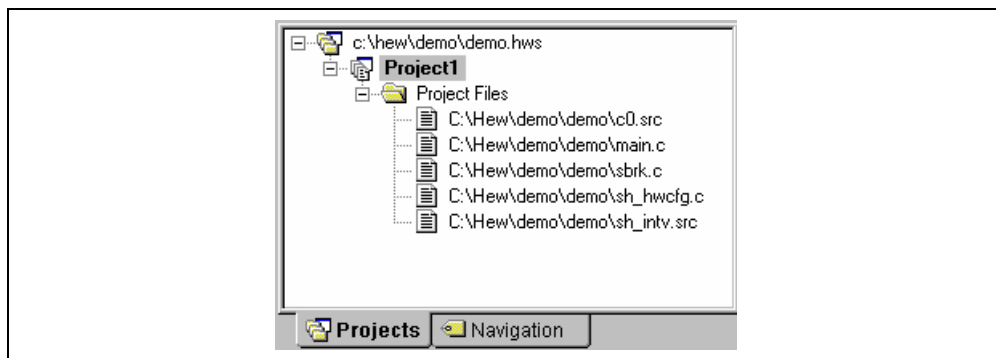 c:\hew\demo\demo.hws
Project1
Project Files
C:\Hew\demo\demo\c0.src
C:\Hew\demo\demo\main.c
C:\Hew\demo\demo\sbrk.c
C:\Hew\demo\demo\sh_hwcfg.c
C:\Hew\demo\demo\sh_intv.src
Projects Navigation